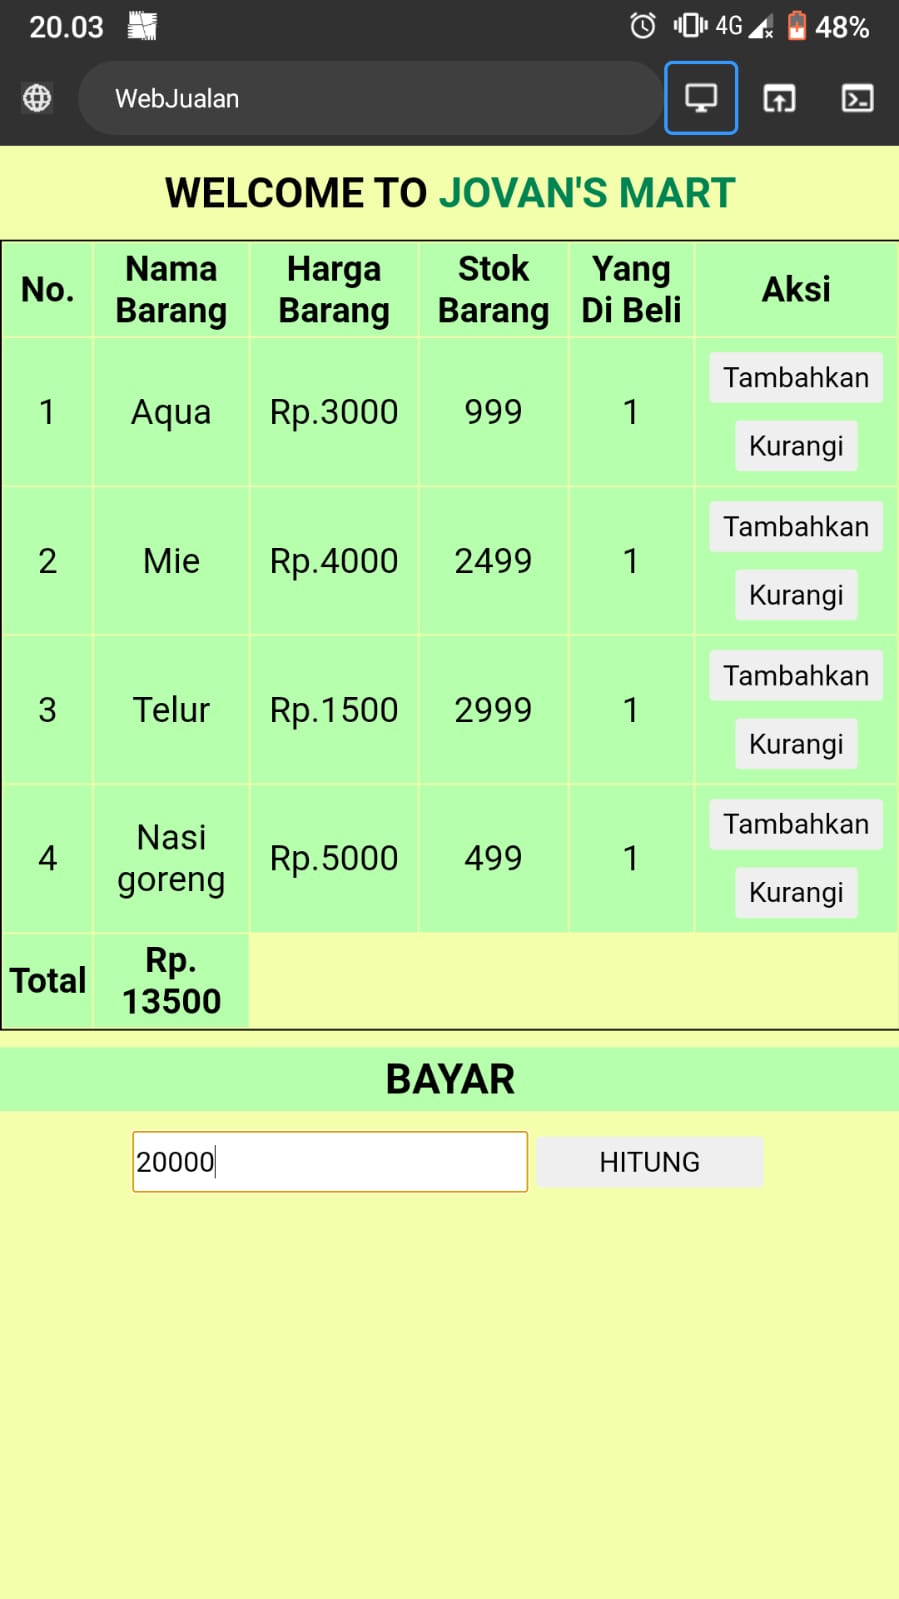 20.03 4G 48%
WebJualan
WELCOME TO JOVAN'S MART
No. Nama Barang Harga Barang Stok Barang Yang Di Beli Aksi
1 Aqua Rp.3000 999 1 Tambahkan
Kurangi
2 Mie Rp.4000 2499 1 Tambahkan
Kurangi
3 Telur Rp.1500 2999 1 Tambahkan
Kurangi
4 Nasi goreng Rp.5000 499 1 Tambahkan
Kurangi
Total Rp. 13500
BAYAR
20000 HITUNG